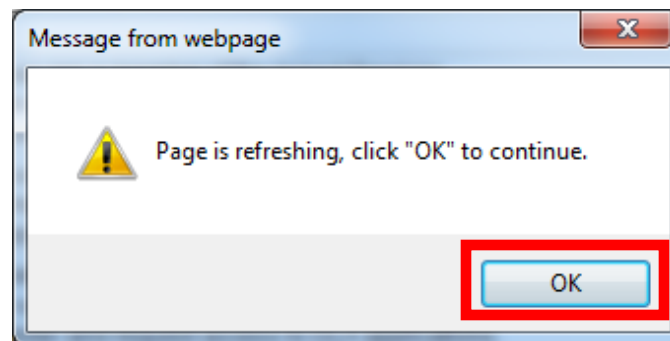 Message from webpage
Page is refreshing, click "OK" to continue.
OK